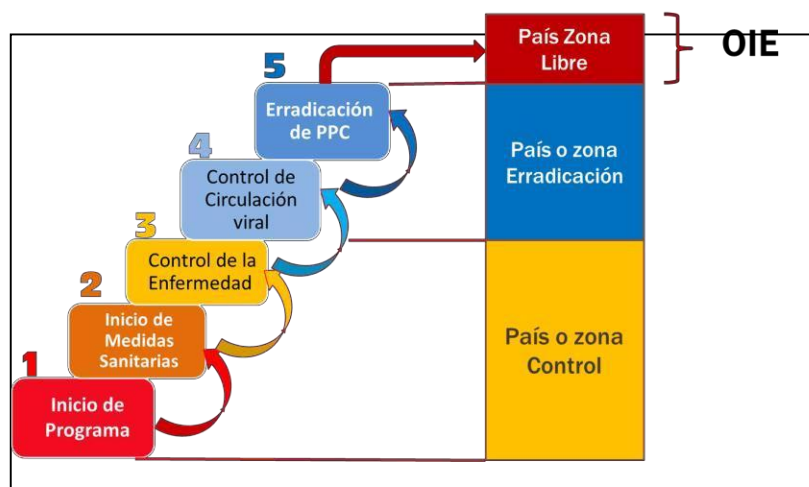 País Zona
Libre
OIE
5
Erradicación
de PPC
País o zona
Erradicación
4
Control de
Circulación
viral
3
Control de la
Enfermedad
País o zona
Control
2
Inicio de
Medidas
Sanitarias
1
Inicio de
Programa